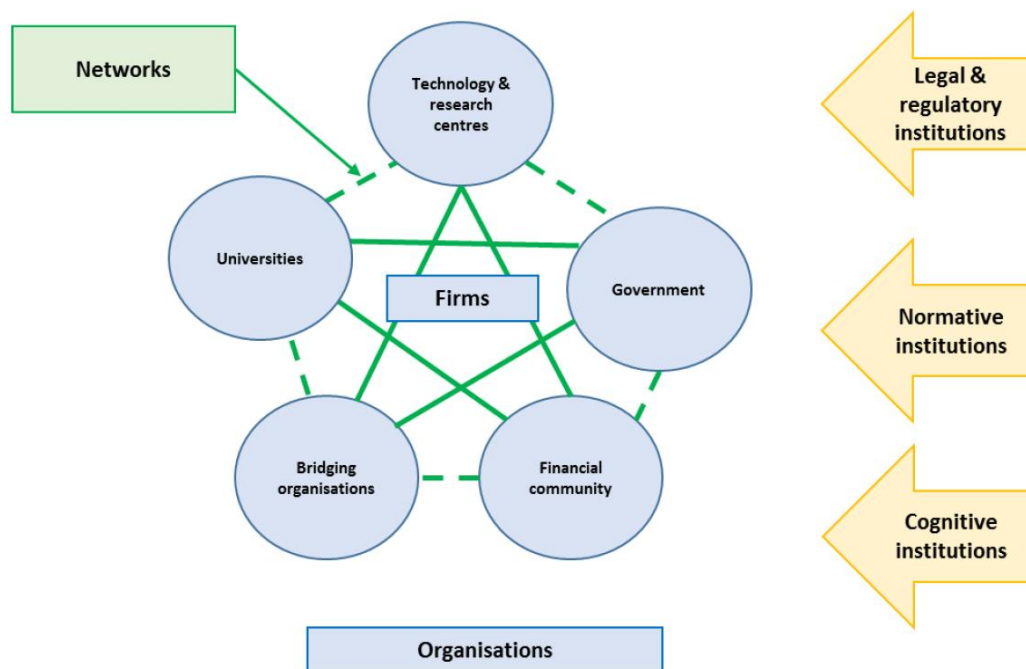 Networks
Technology &
research
centres
Legal &
regulatory
institutions
Universities
Firms
Government
Normative
institutions
Bridging
organisations
Financial
community
Cognitive
institutions
Organisations